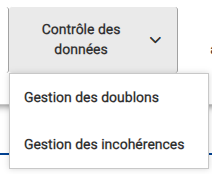 Contrôle des
données
Gestion des doublons
Gestion des incohérences